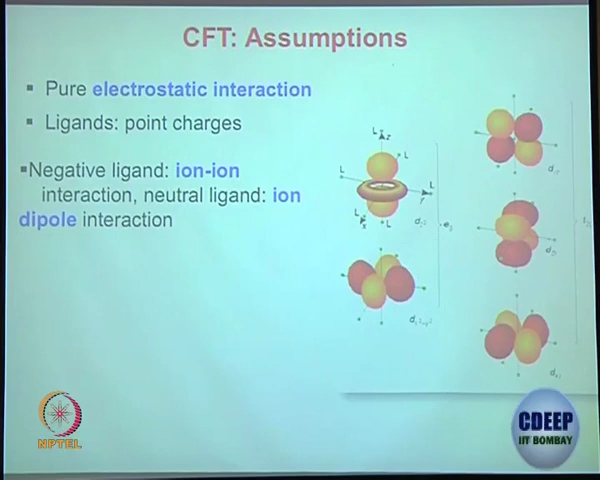 CFT: Assumptions
▪ Pure electrostatic interaction
▪ Ligands: point charges
▪Negative ligand: ion-ion
interaction, neutral ligand: ion
dipole interaction
L
z
L
L
L
L
L
e
NPTEL
CDEEP
IIT BOMBAY